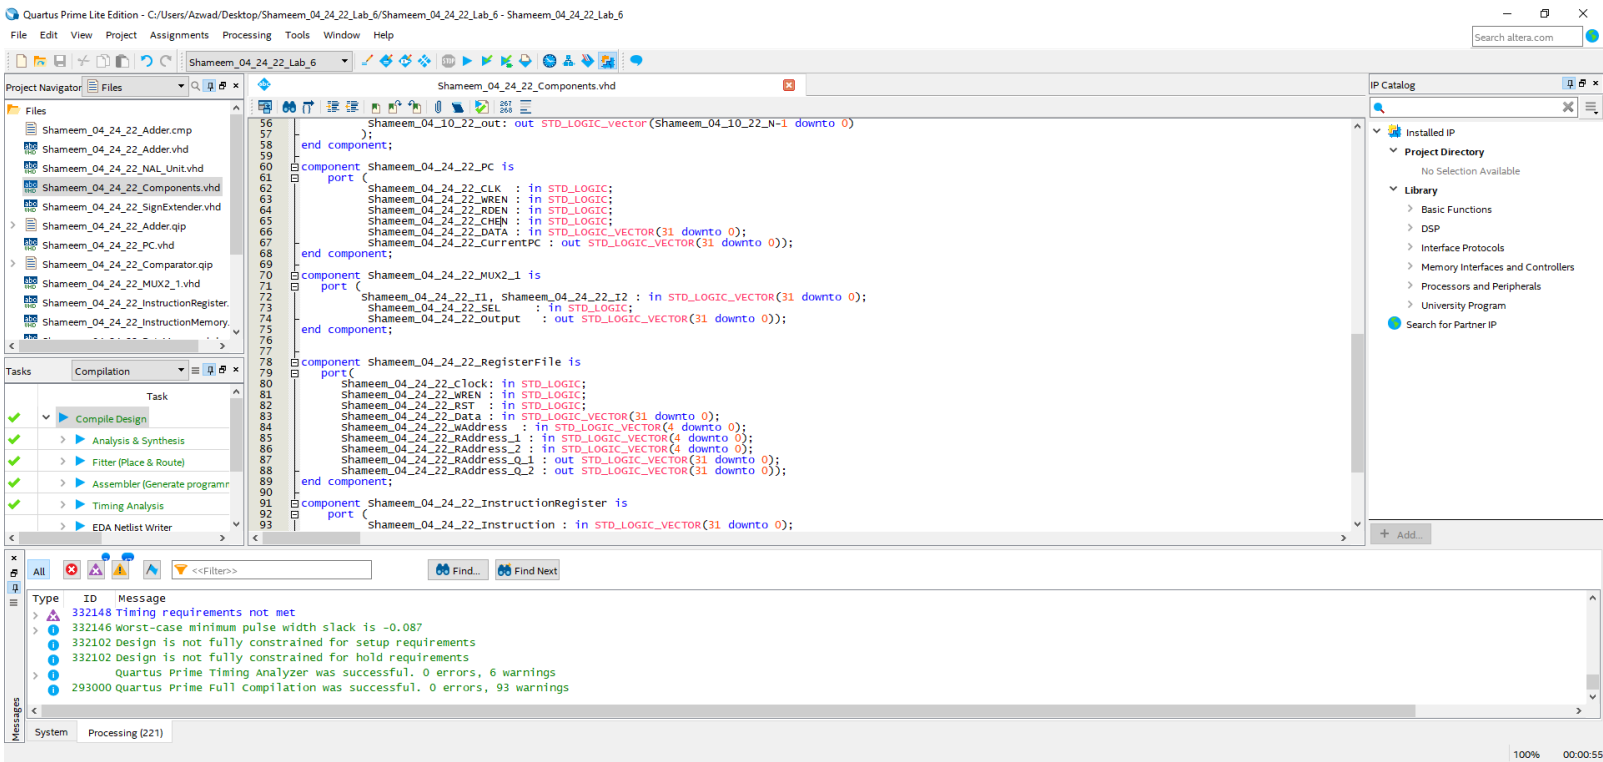 Quartus Prime Lite Edition - C:/Users/Azwad/Desktop/Shameem_04_24_22_Lab_6/Shameem_04_24_22_Lab_6 - Shameem_04_24_22_Lab_6
File Edit View Project Assignments Processing Tools Window Help
Search altera.com
Shameem_04_24_22_Lab_6
Project Navigator Files
Files
Shameem_04_24_22_Adder.cmp
Shameem_04_24_22_Adder.vhd
Shameem_04_24_22_NAL_Unit.vhd
Shameem_04_24_22_Components.vhd
Shameem_04_24_22_SignExtender.vhd
Shameem_04_24_22_Adder.qip
Shameem_04_24_22_PC.vhd
Shameem_04_24_22_Comparator.qip
Shameem_04_24_22_MUX2_1.vhd
Shameem_04_24_22_InstructionRegister.
Shameem_04_24_22_InstructionMemory.
Tasks Compilation
Task
Compile Design
Analysis & Synthesis
Fitter (Place & Route)
Assembler (Generate programm
Timing Analysis
EDA Netlist Writer
Shameem_04_24_22_Components.vhd
267
268
56 Shameem_04_10_22_out: out STD_LOGIC_vector(Shameem_04_10_22_N-1 downto 0)
57 );
58 end component;
59
60 component Shameem_04_24_22_PC is
61 port (
62 Shameem_04_24_22_CLK : in STD_LOGIC;
63 Shameem_04_24_22_WREN : in STD_LOGIC;
64 Shameem_04_24_22_RDEN : in STD_LOGIC;
65 Shameem_04_24_22_CHEN : in STD_LOGIC;
66 Shameem_04_24_22_DATA : in STD_LOGIC_VECTOR(31 downto 0);
67 Shameem_04_24_22_CurrentPC : out STD_LOGIC_VECTOR(31 downto 0));
68 end component;
69
70 component Shameem_04_24_22_MUX2_1 is
71 port (
72 Shameem_04_24_22_I1, Shameem_04_24_22_I2 : in STD_LOGIC_VECTOR(31 downto 0);
73 Shameem_04_24_22_SEL : in STD_LOGIC;
74 Shameem_04_24_22_Output : out STD_LOGIC_VECTOR(31 downto 0));
75 end component;
76
77
78 component Shameem_04_24_22_RegisterFile is
79 port(
80 Shameem_04_24_22_Clock: in STD_LOGIC;
81 Shameem_04_24_22_WREN : in STD_LOGIC;
82 Shameem_04_24_22_RST : in STD_LOGIC;
83 Shameem_04_24_22_Data : in STD_LOGIC_VECTOR(31 downto 0);
84 Shameem_04_24_22_WAddress : in STD_LOGIC_VECTOR(4 downto 0);
85 Shameem_04_24_22_RAddress_1 : in STD_LOGIC_VECTOR(4 downto 0);
86 Shameem_04_24_22_RAddress_2 : in STD_LOGIC_VECTOR(4 downto 0);
87 Shameem_04_24_22_RAddress_Q_1 : out STD_LOGIC_VECTOR(31 downto 0);
88 Shameem_04_24_22_RAddress_Q_2 : out STD_LOGIC_VECTOR(31 downto 0));
89 end component;
90
91 component Shameem_04_24_22_InstructionRegister is
92 port (
93 Shameem_04_24_22_Instruction : in STD_LOGIC_VECTOR(31 downto 0);
IP Catalog
Installed IP
Project Directory
No Selection Available
Library
Basic Functions
DSP
Interface Protocols
Memory Interfaces and Controllers
Processors and Peripherals
University Program
Search for Partner IP
+ Add...
Messages
All <<Filter>> Find... Find Next
Type ID Message
332148 Timing requirements not met
332146 Worst-case minimum pulse width slack is -0.087
332102 Design is not fully constrained for setup requirements
332102 Design is not fully constrained for hold requirements
Quartus Prime Timing Analyzer was successful. 0 errors, 6 warnings
293000 Quartus Prime Full Compilation was successful. 0 errors, 93 warnings
System Processing (221)
100% 00:00:55